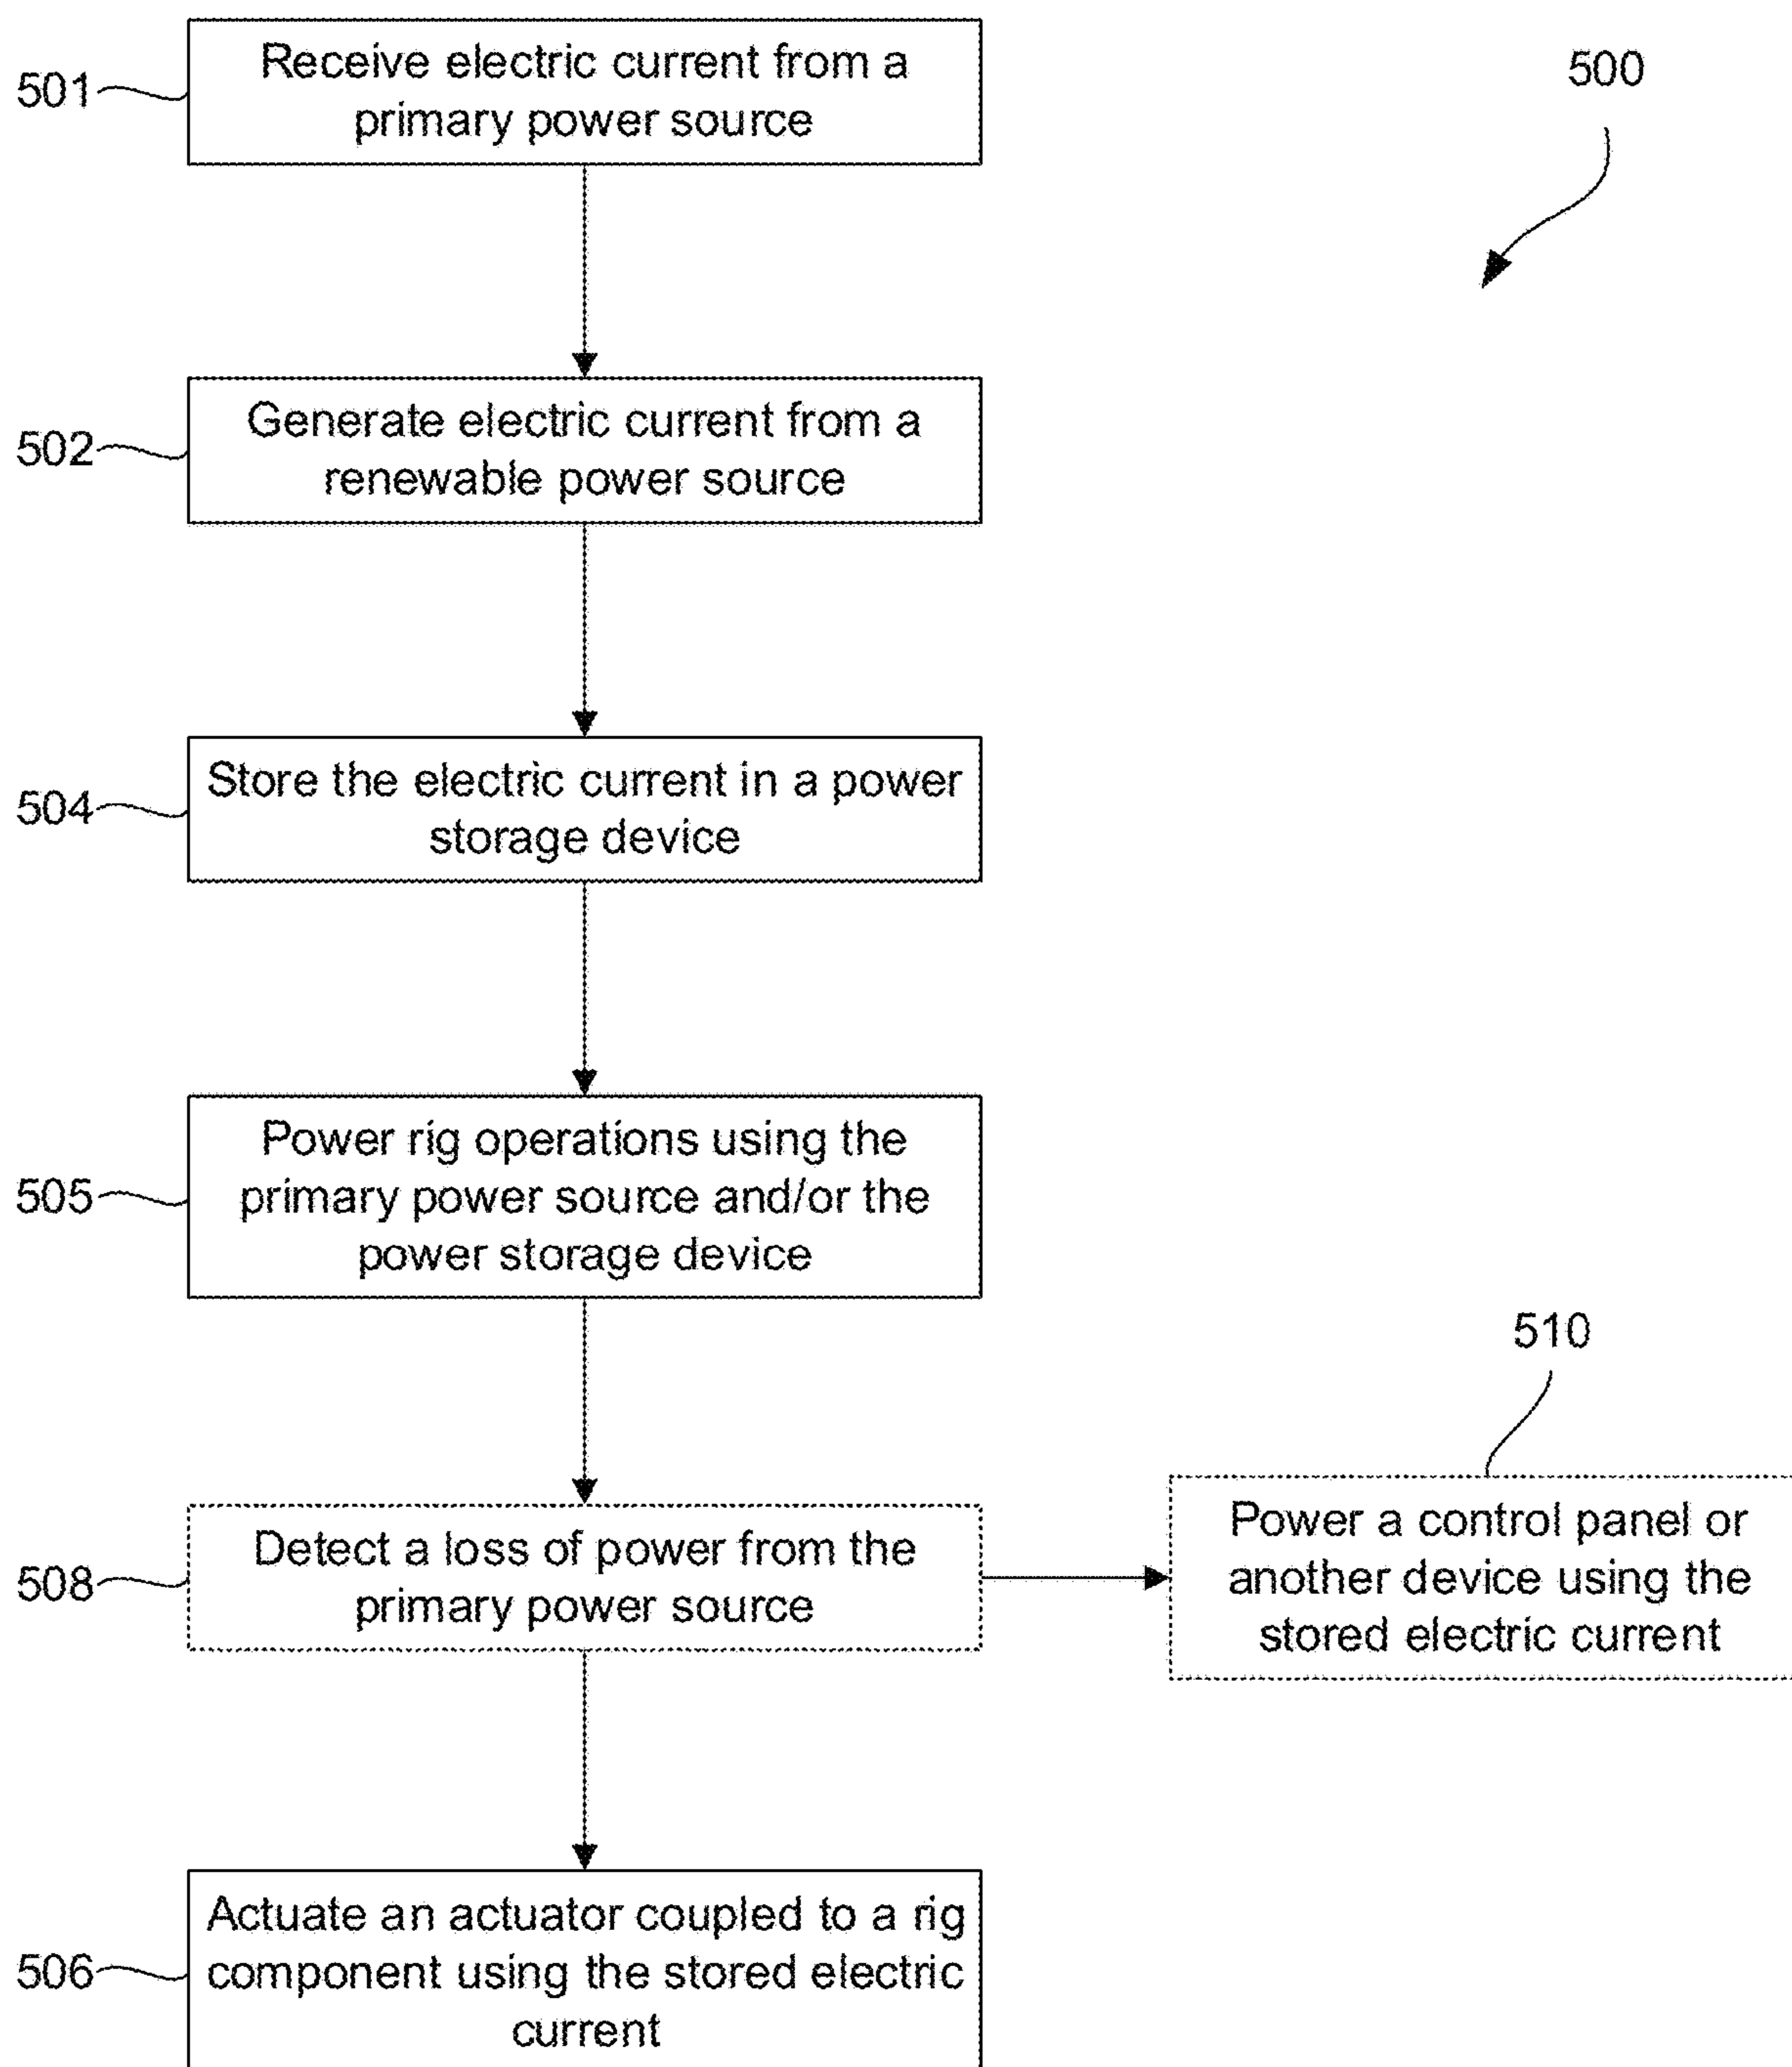 501
Receive electric current from a
primary power source
500
502
Generate electric current from a
renewable power source
504
Store the electric current in a power
storage device
505
Power rig operations using the
primary power source and/or the
power storage device
510
508
Detect a loss of power from the
primary power source
Power a control panel or
another device using the
stored electric current
506
Actuate an actuator coupled to a rig
component using the stored electric
current